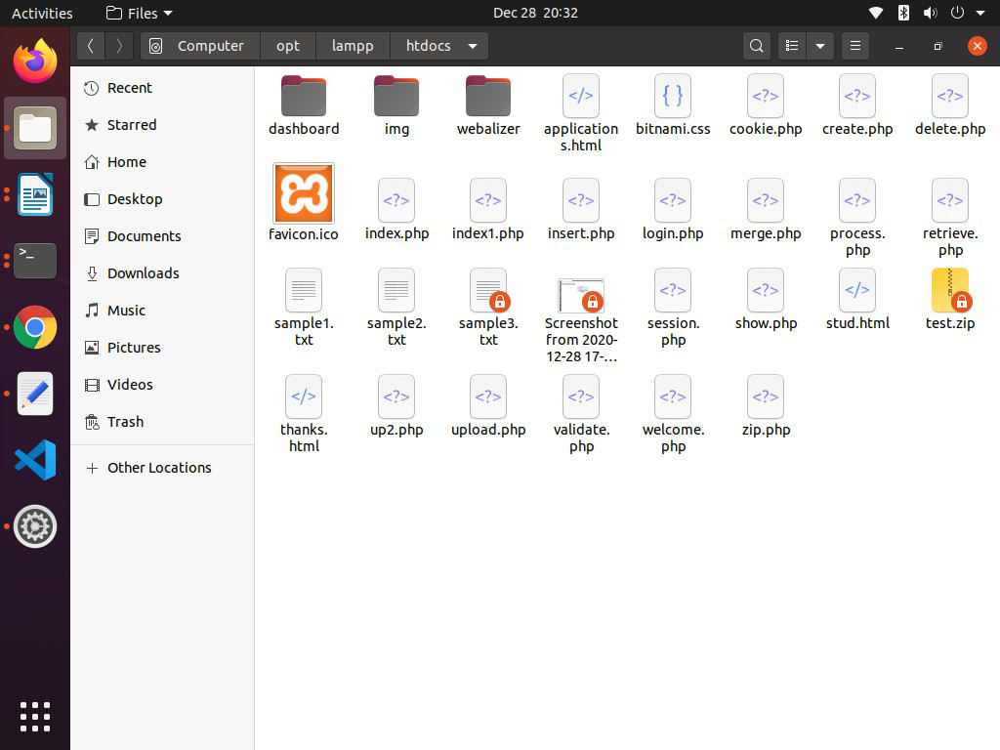 Activities Files Dec 28 20:32
Computer opt lampp htdocs
Recent
Starred
Home
Desktop
Documents
Downloads
Music
Pictures
Videos
Trash
Other Locations
dashboard img webalizer application bitnami.css cookie.php create.php delete.php
s.html
favicon.ico index.php index1.php insert.php login.php merge.php process. retrieve.
php php
sample1. sample2. sample3. Screenshot session. show.php stud.html test.zip
txt txt txt from 2020- php
12-28 17-…
thanks. up2.php upload.php validate. welcome. zip.php
html php php